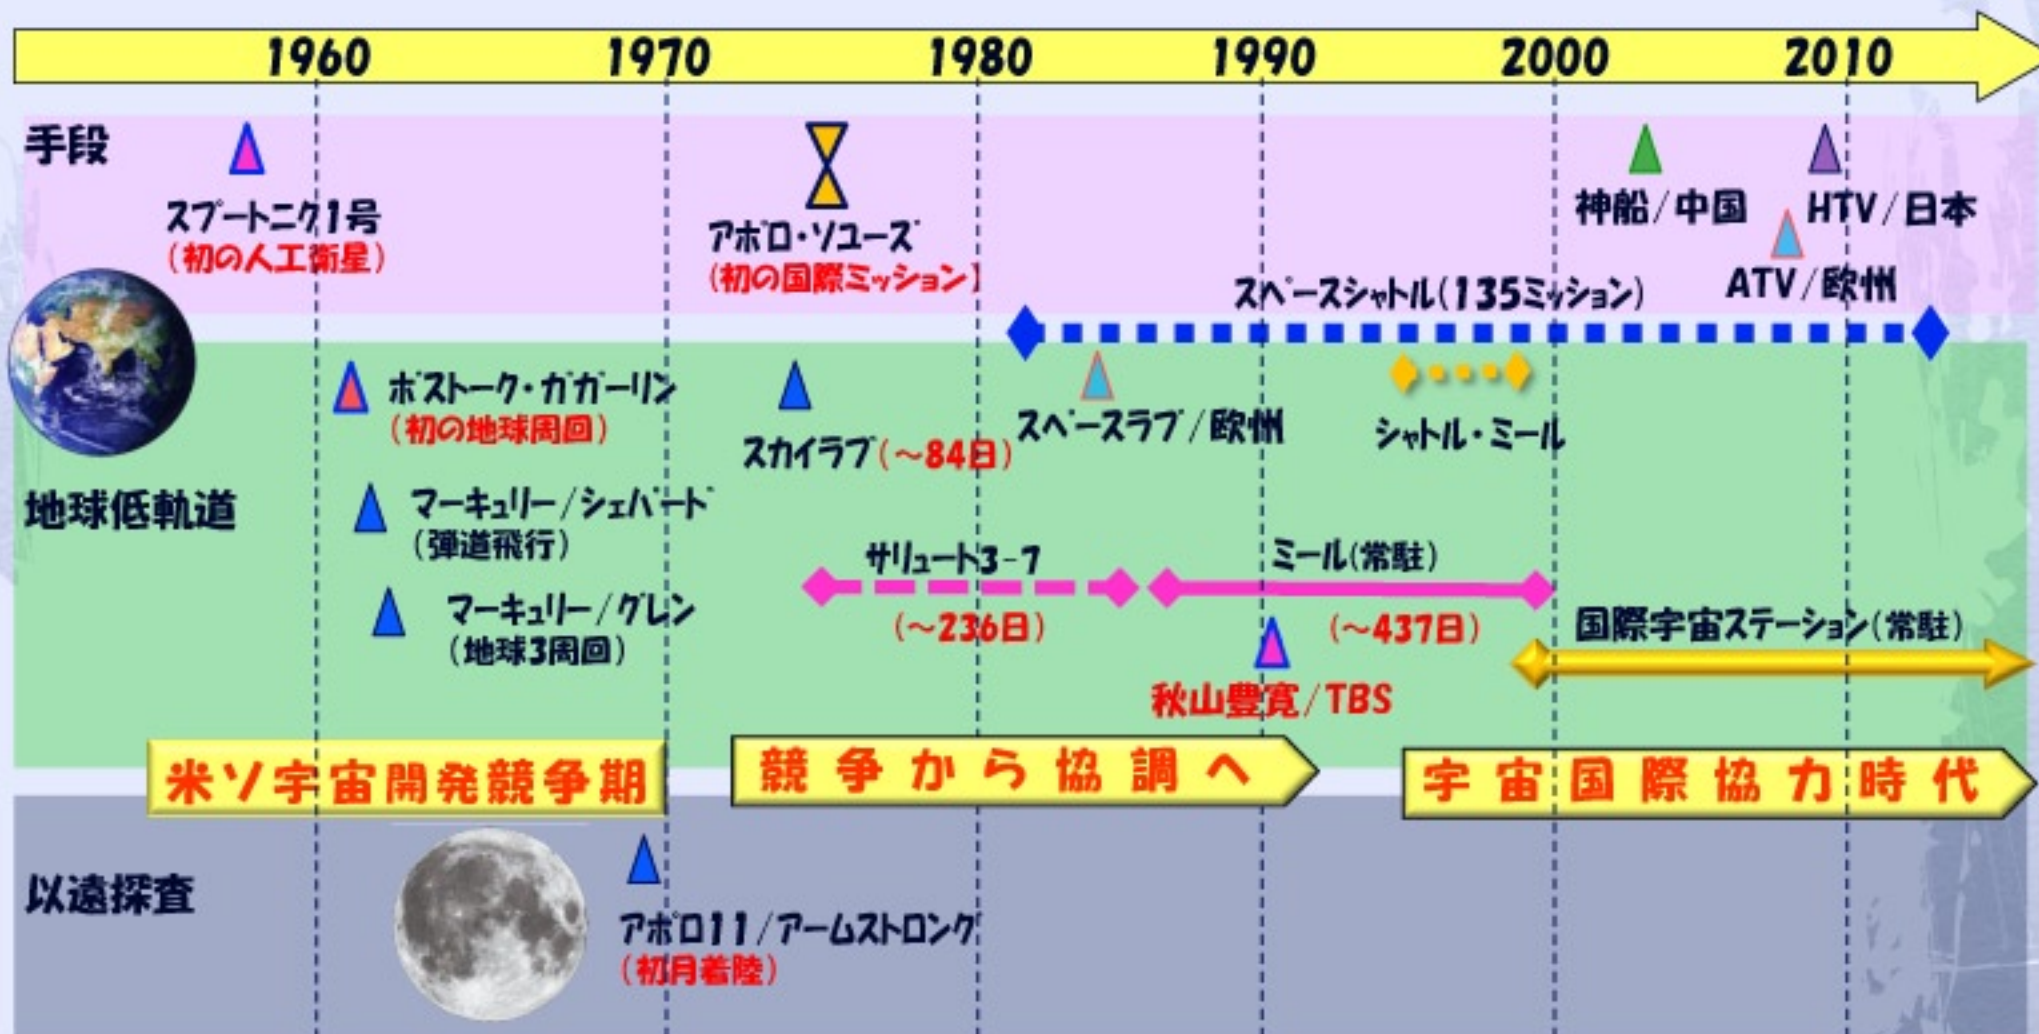 1960 1970 1980 1990 2000 2010
手段
スプートニク1号
(初の人工衛星)
アポロ・ソユーズ
(初の国際ミッション)
神船/中国
HTV/日本
ATV/欧州
スペースシャトル(135ミッション)
地球低軌道
ボストーク・ガガーリン
(初の地球周回)
スカイラブ(～84日)
スペースラブ/欧州
シャトル・ミール
マーキュリー/シェパード
(弾道飛行)
マーキュリー/グレン
(地球3周回)
サリュート3-7
(～236日)
ミール(常駐)
(～437日)
秋山豊寛/TBS
国際宇宙ステーション(常駐)
米ソ宇宙開発競争期
競争から協調へ
宇宙国際協力時代
以遠探査
アポロ11/アームストロング
(初月着陸)